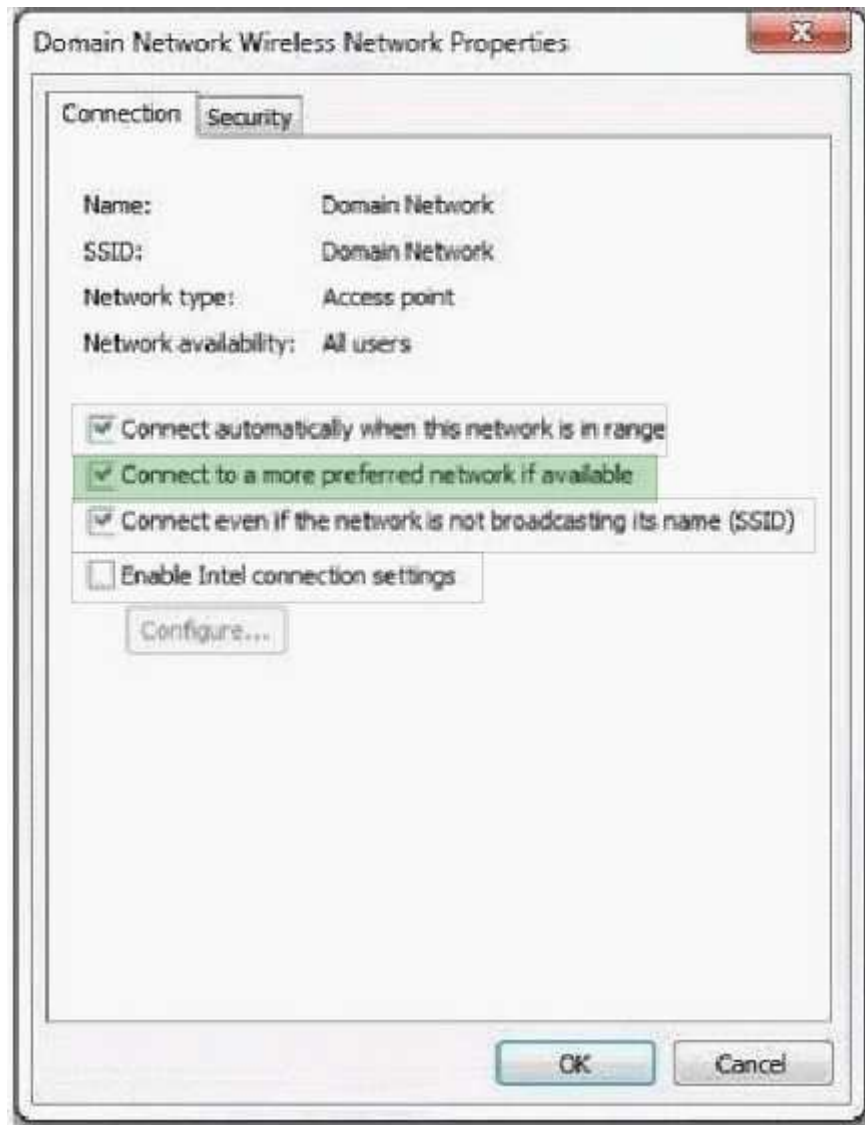 Domain Network Wireless Network Properties
Connection
Security
Name: Domain Network
SSID: Domain Network
Network type: Access point
Network availability: All users
Connect automatically when this network is in range
Connect to a more preferred network if available
Connect even if the network is not broadcasting its name (SSID)
Enable Intel connection settings
Configure...
OK Cancel